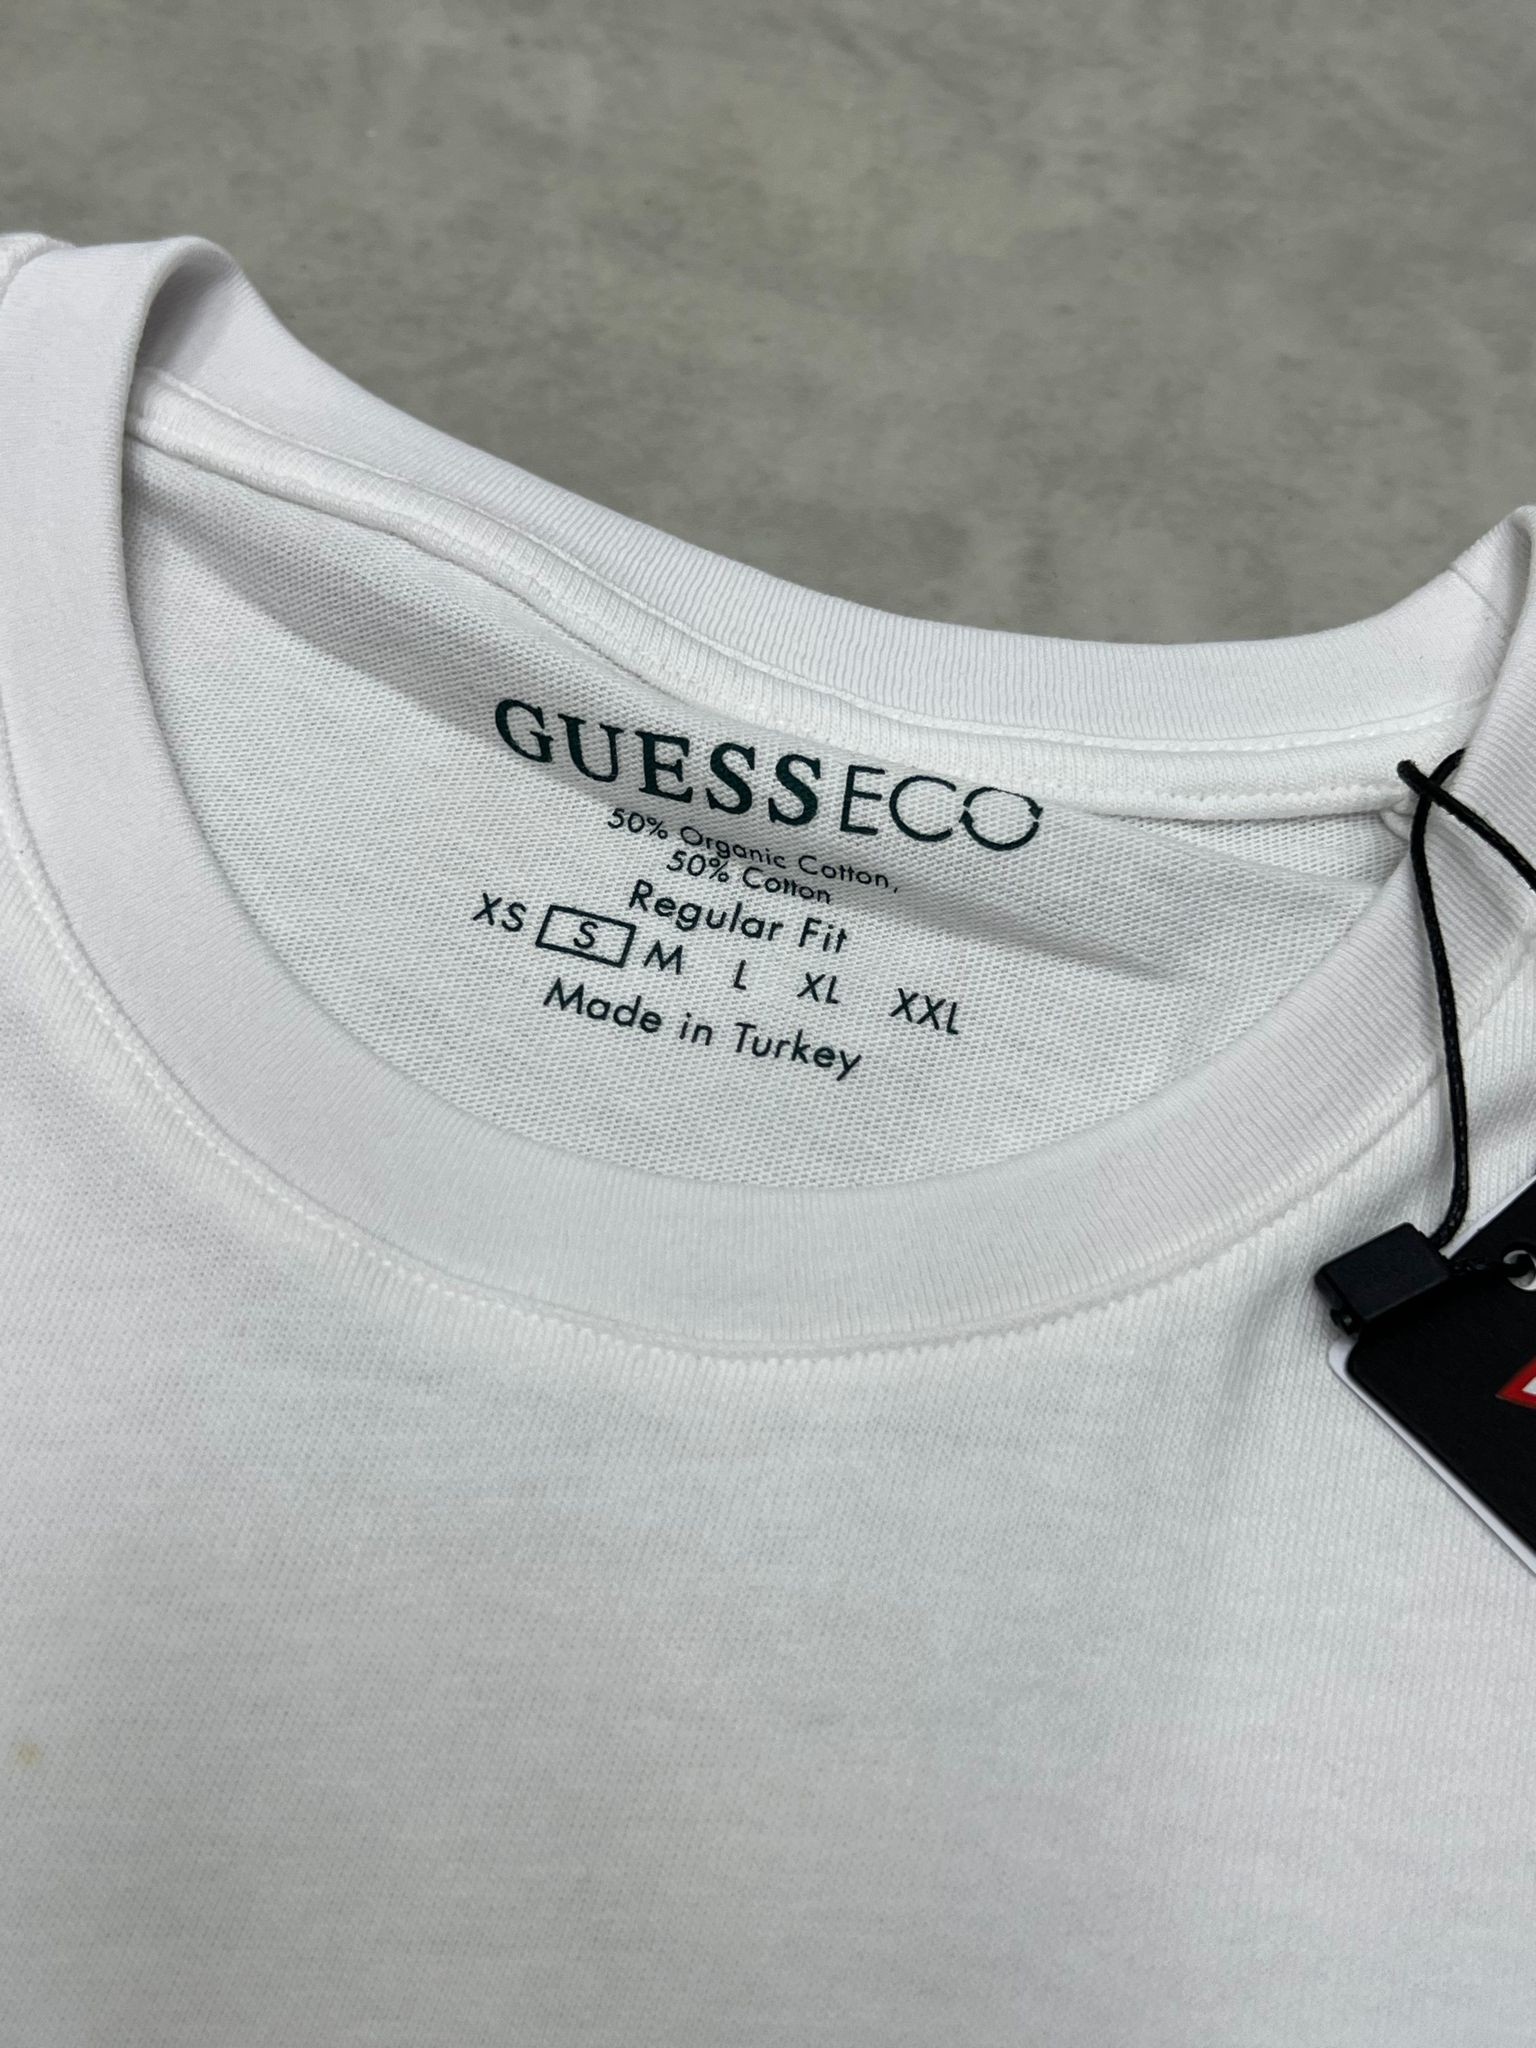 GUESSECO
50% Organic Cotton,
50% Cotton
Regular Fit
XS S M L XL XXL
Made in Turkey